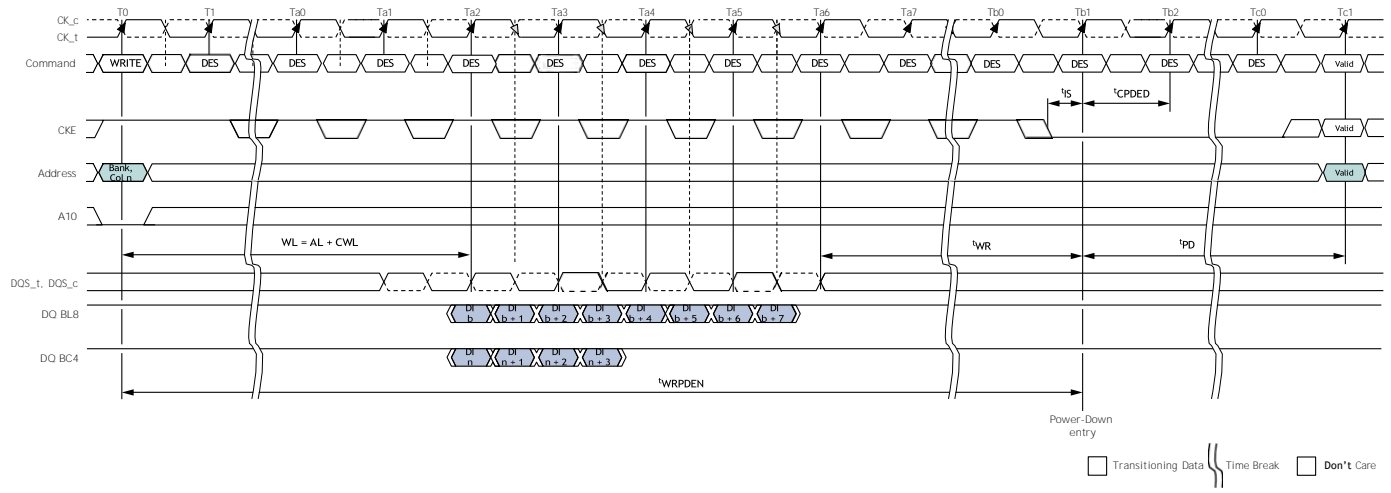 T0 T1 Ta0 Ta1 Ta2 Ta3 Ta4 Ta5 Ta6 Ta7 Tb0 Tb1 Tb2 Tc0 Tc1
CK_c
CK_t
Command WRITE DES DES DES DES DES DES DES DES DES DES DES DES DES Valid
tIS tCPDED
CKE Valid
Address Bank, Col n Valid
A10
WL = AL + CWL tWR tPD
DQS_t, DQS_c
DQ BL8 DI b DI b + 1 DI b + 2 DI b + 3 DI b + 4 DI b + 5 DI b + 6 DI b + 7
DQ BC4 DI n DI n + 1 DI n + 2 DI n + 3
tWRPDEN
Power-Down
entry
Transitioning Data Time Break Don't Care